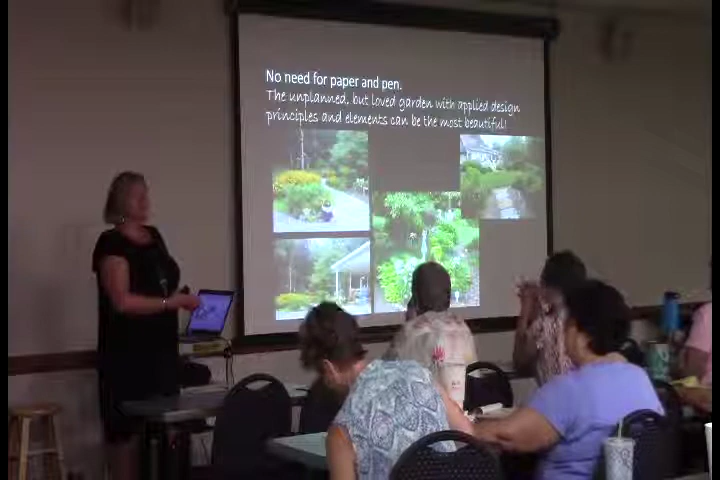 No need for paper and pen.
The unplanned, but loved garden with applied design
principles and elements can be the most beautiful!